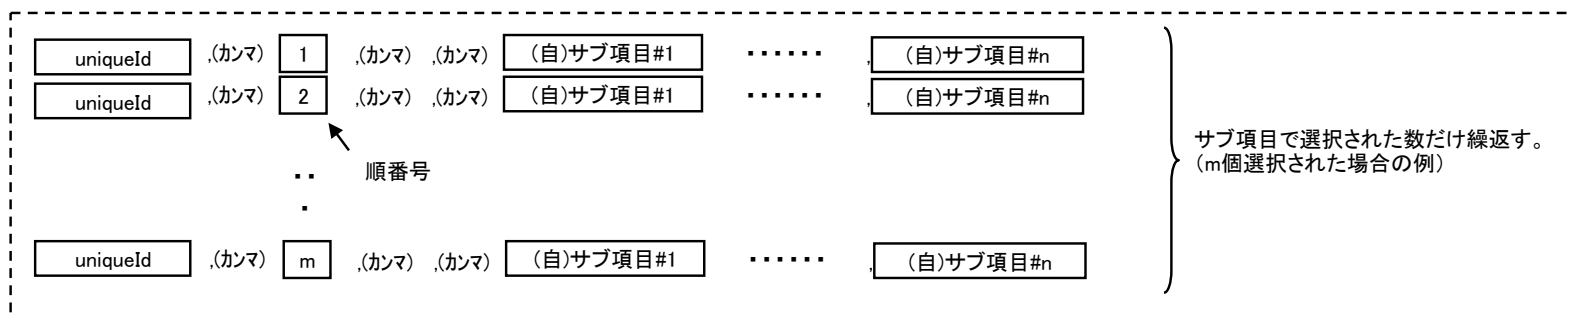 uniqueId ,(カンマ) 1 ,(カンマ) ,(カンマ) (自)サブ項目#1 ・・・・・・ , (自)サブ項目#n
uniqueId ,(カンマ) 2 ,(カンマ) ,(カンマ) (自)サブ項目#1 ・・・・・・ , (自)サブ項目#n
順番号
・・
・
uniqueId ,(カンマ) m ,(カンマ) ,(カンマ) (自)サブ項目#1 ・・・・・・ , (自)サブ項目#n
サブ項目で選択された数だけ繰返す。
(m個選択された場合の例)